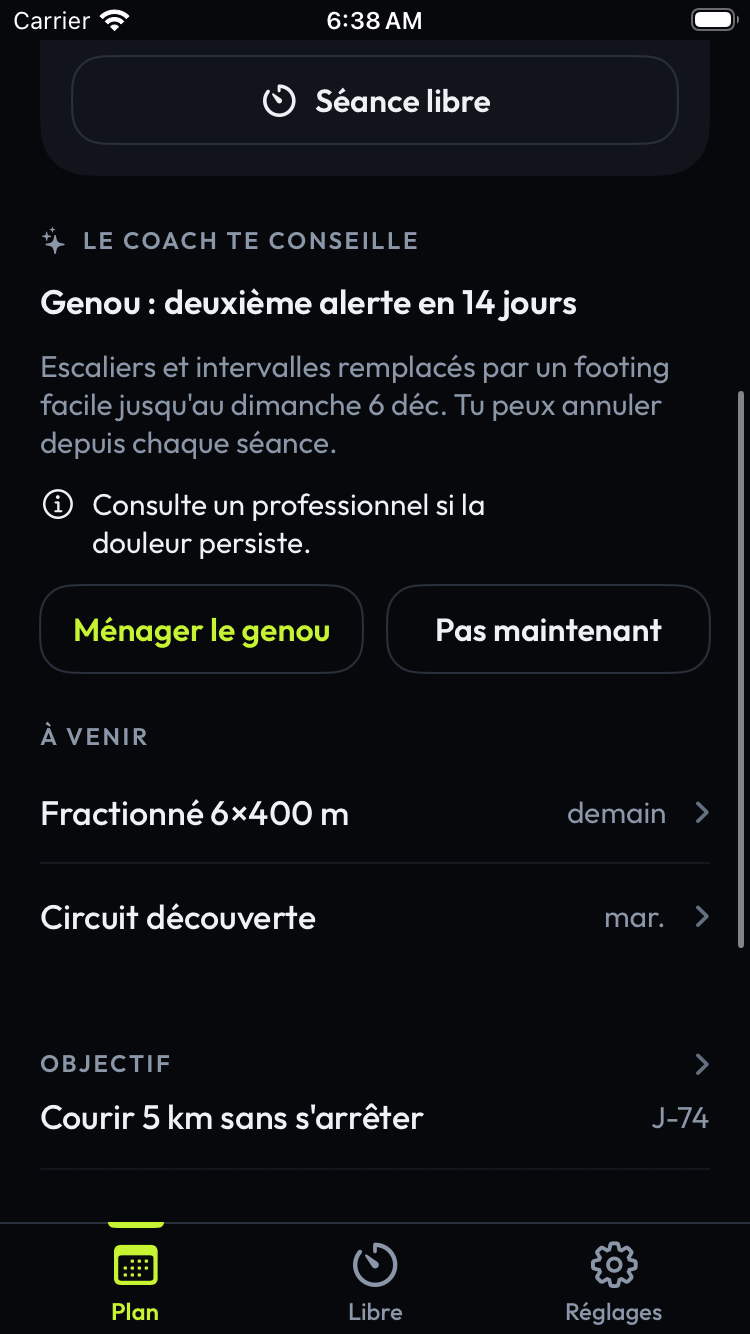 Carrier 6:38 AM
Séance libre
LE COACH TE CONSEILLE
Genou : deuxième alerte en 14 jours
Escaliers et intervalles remplacés par un footing
facile jusqu'au dimanche 6 déc. Tu peux annuler
depuis chaque séance.
Consulte un professionnel si la
douleur persiste.
Ménager le genou Pas maintenant
À VENIR
Fractionné 6×400 m demain
Circuit découverte mar.
OBJECTIF
Courir 5 km sans s'arrêter J-74
Plan Libre Réglages